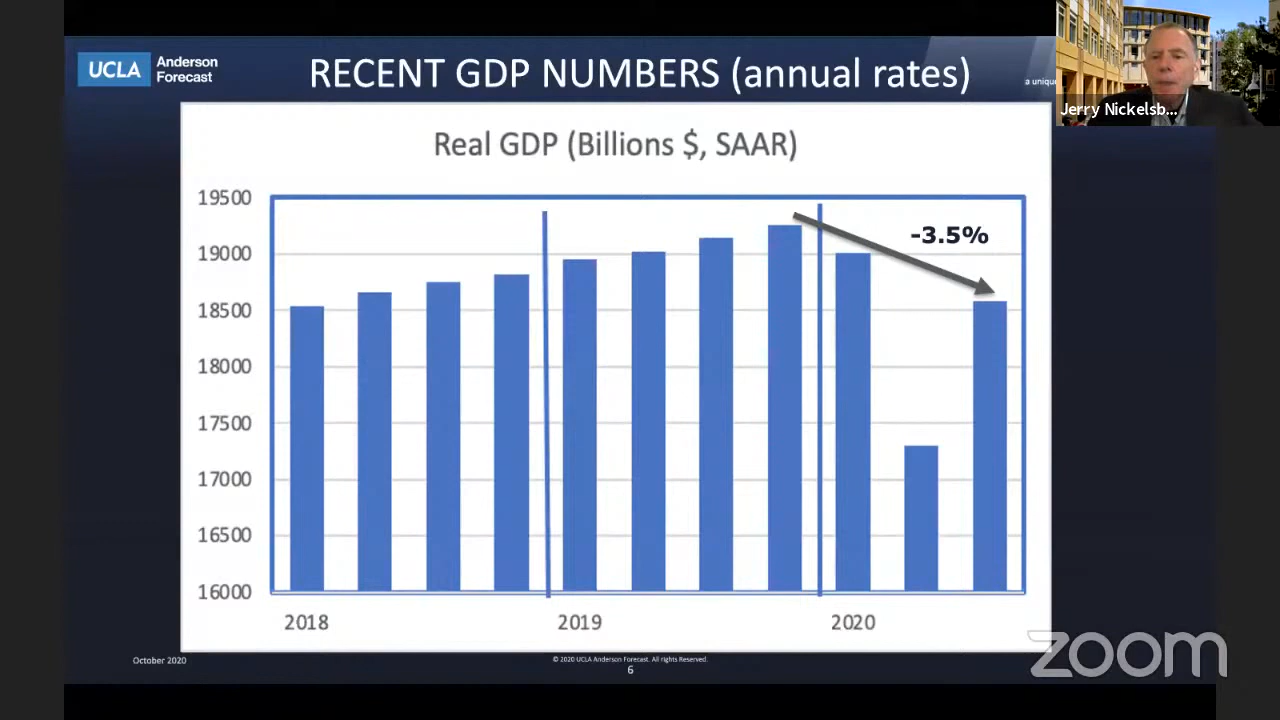 UCLA Anderson
Forecast
RECENT GDP NUMBERS (annual rates)
a uniqu
Jerry Nickelsb...
Real GDP (Billions $, SAAR)
19500
19000
18500
18000
17500
17000
16500
16000
-3.5%
2018 2019 2020
October 2020
© 2020 UCLA Anderson Forecast. All rights Reserved.
6
zoom